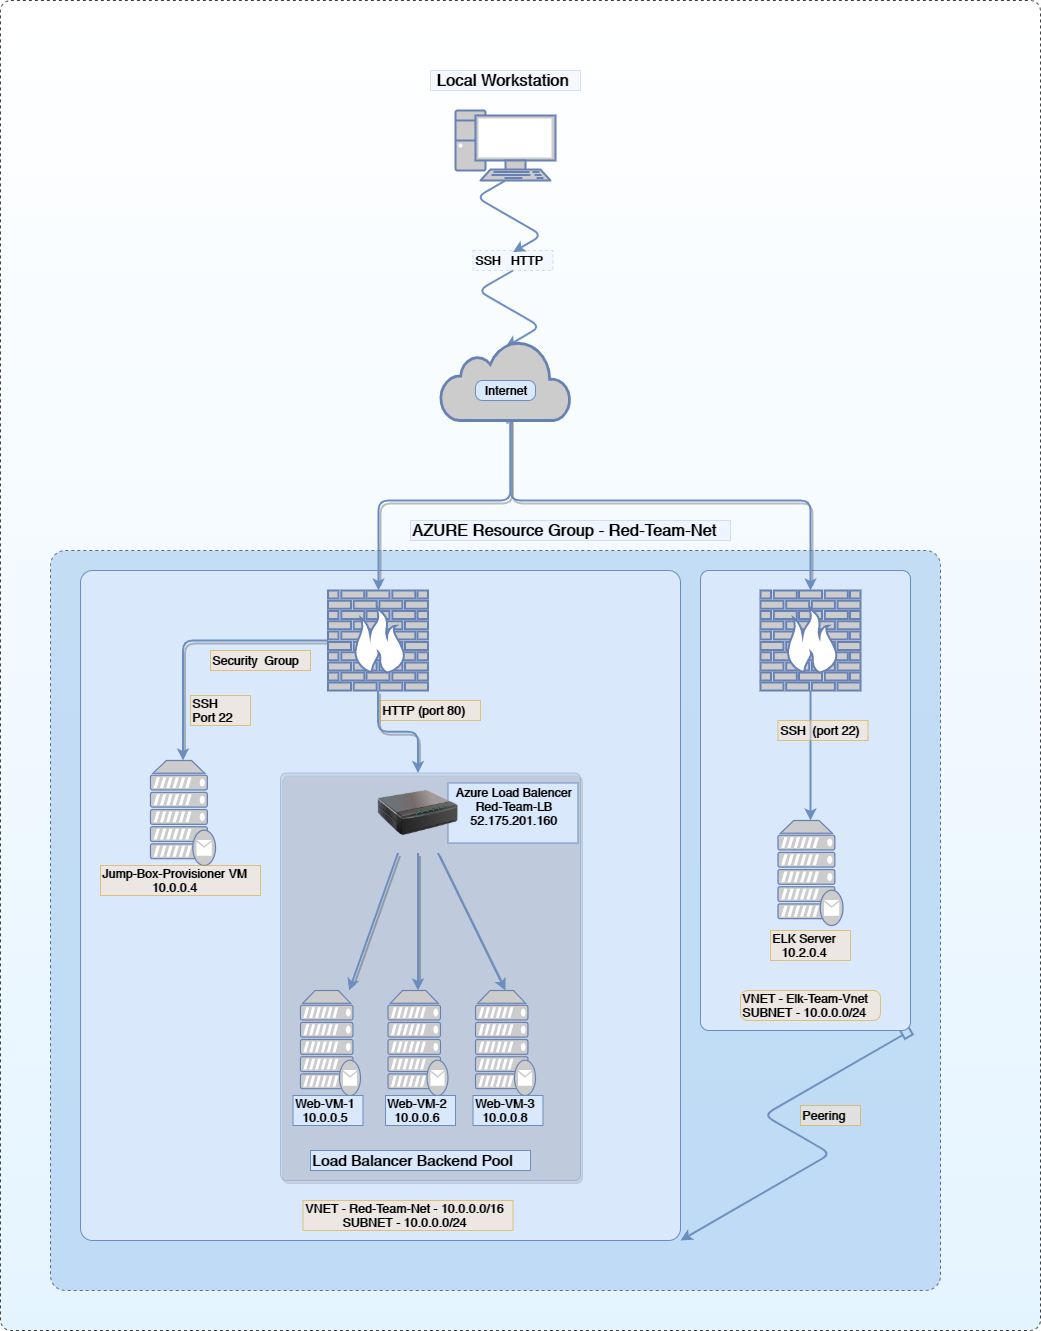 Local Workstation
SSH HTTP
Internet
AZURE Resource Group - Red-Team-Net
Security Group
SSH
Port 22
HTTP (port 80)
SSH (port 22)
Azure Load Balencer
Red-Team-LB
52.175.201.160
Jump-Box-Provisioner VM
10.0.0.4
ELK Server
10.2.0.4
VNET - Elk-Team-Vnet
SUBNET - 10.0.0.0/24
Web-VM-1
10.0.0.5
Web-VM-2
10.0.0.6
Web-VM-3
10.0.0.8
Peering
Load Balancer Backend Pool
VNET - Red-Team-Net - 10.0.0.0/16
SUBNET - 10.0.0.0/24